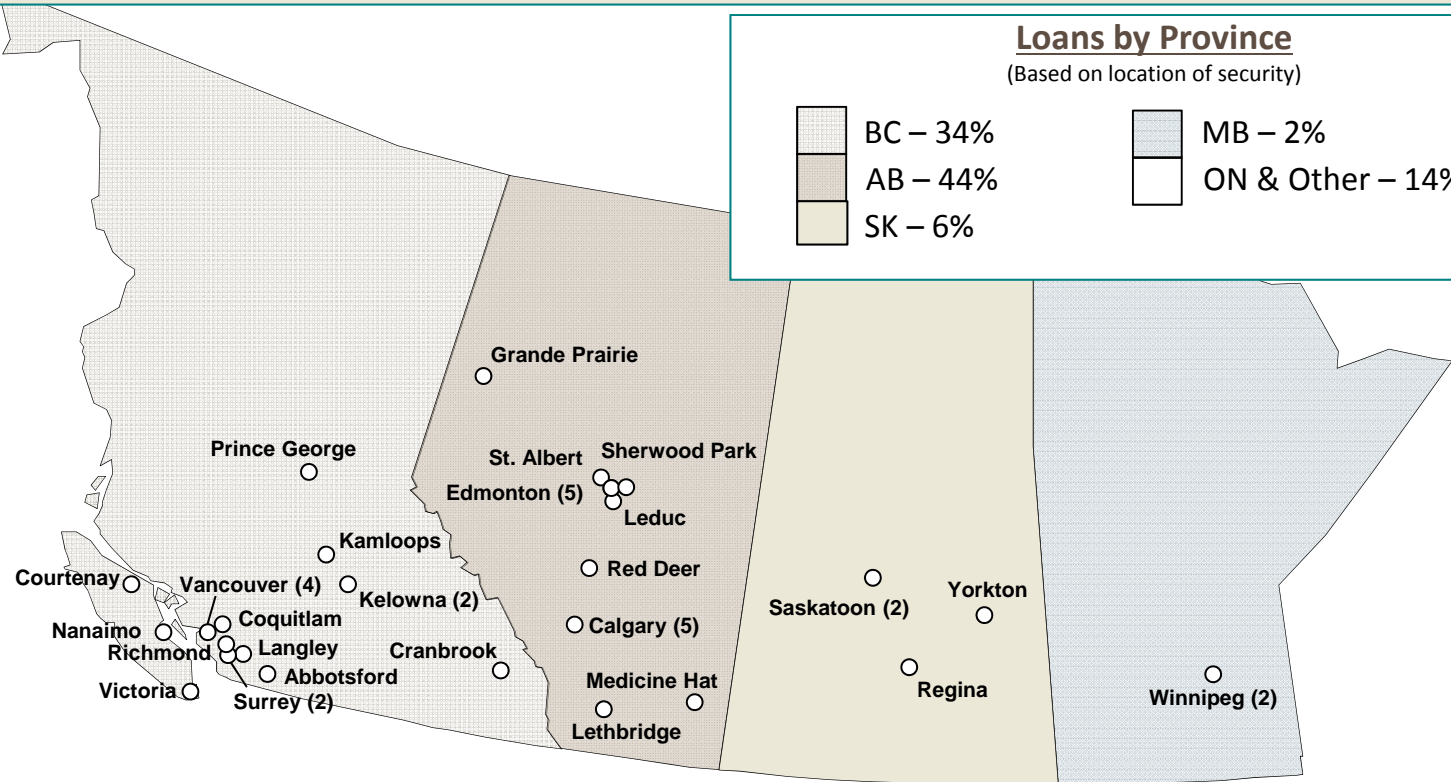 Loans by Province
(Based on location of security)
BC – 34%
MB – 2%
AB – 44%
ON & Other – 14%
SK – 6%
Grande Prairie
Prince George
St. Albert
Sherwood Park
Edmonton (5)
Leduc
Kamloops
Red Deer
Courtenay
Vancouver (4)
Kelowna (2)
Saskatoon (2)
Yorkton
Coquitlam
Calgary (5)
Nanaimo
Richmond
Langley
Cranbrook
Abbotsford
Victoria
Surrey (2)
Medicine Hat
Lethbridge
Regina
Winnipeg (2)